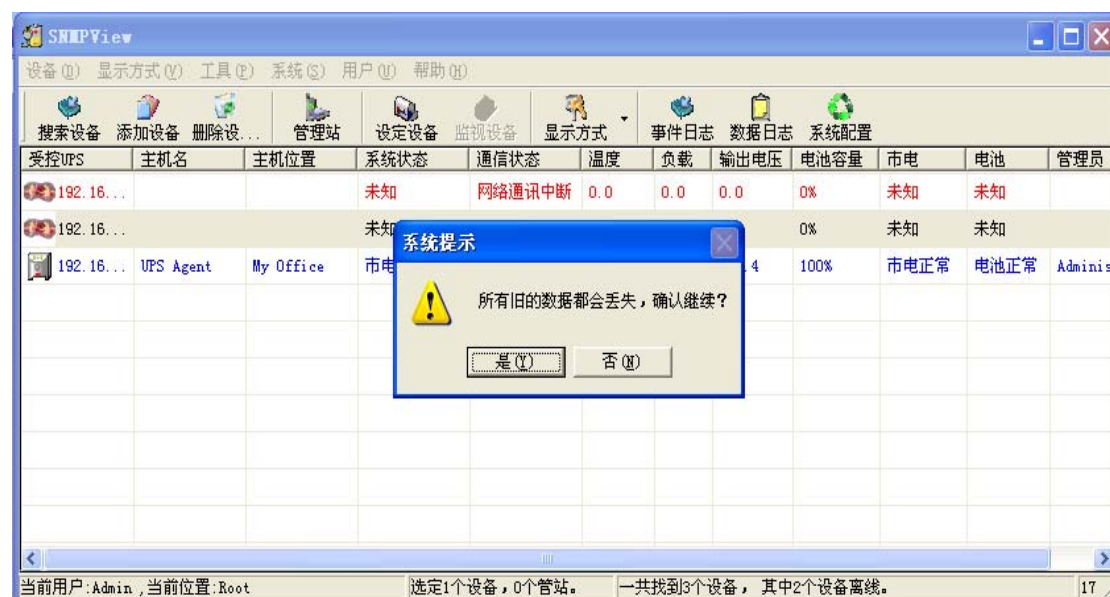 SNMPView
设备(D) 显示方式(V) 工具(P) 系统(S) 用户(U) 帮助(H)
搜索设备 添加设备 删除设... 管理站 设定设备 监视设备 显示方式 事件日志 数据日志 系统配置
受控UPS 主机名 主机位置 系统状态 通信状态 温度 负载 输出电压 电池容量 市电 电池 管理员
192.16... 未知 网络通讯中断 0.0 0.0 0.0 0% 未知 未知
192.16... 未知 0% 未知 未知
192.16... UPS Agent My Office 市电 .4 100% 市电正常 电池正常 Adminis
系统提示
所有旧的数据都会丢失，确认继续？
是(Y) 否(N)
当前用户:Admin ,当前位置:Root 选定1个设备，0个管站。 一共找到3个设备， 其中2个设备离线。 17